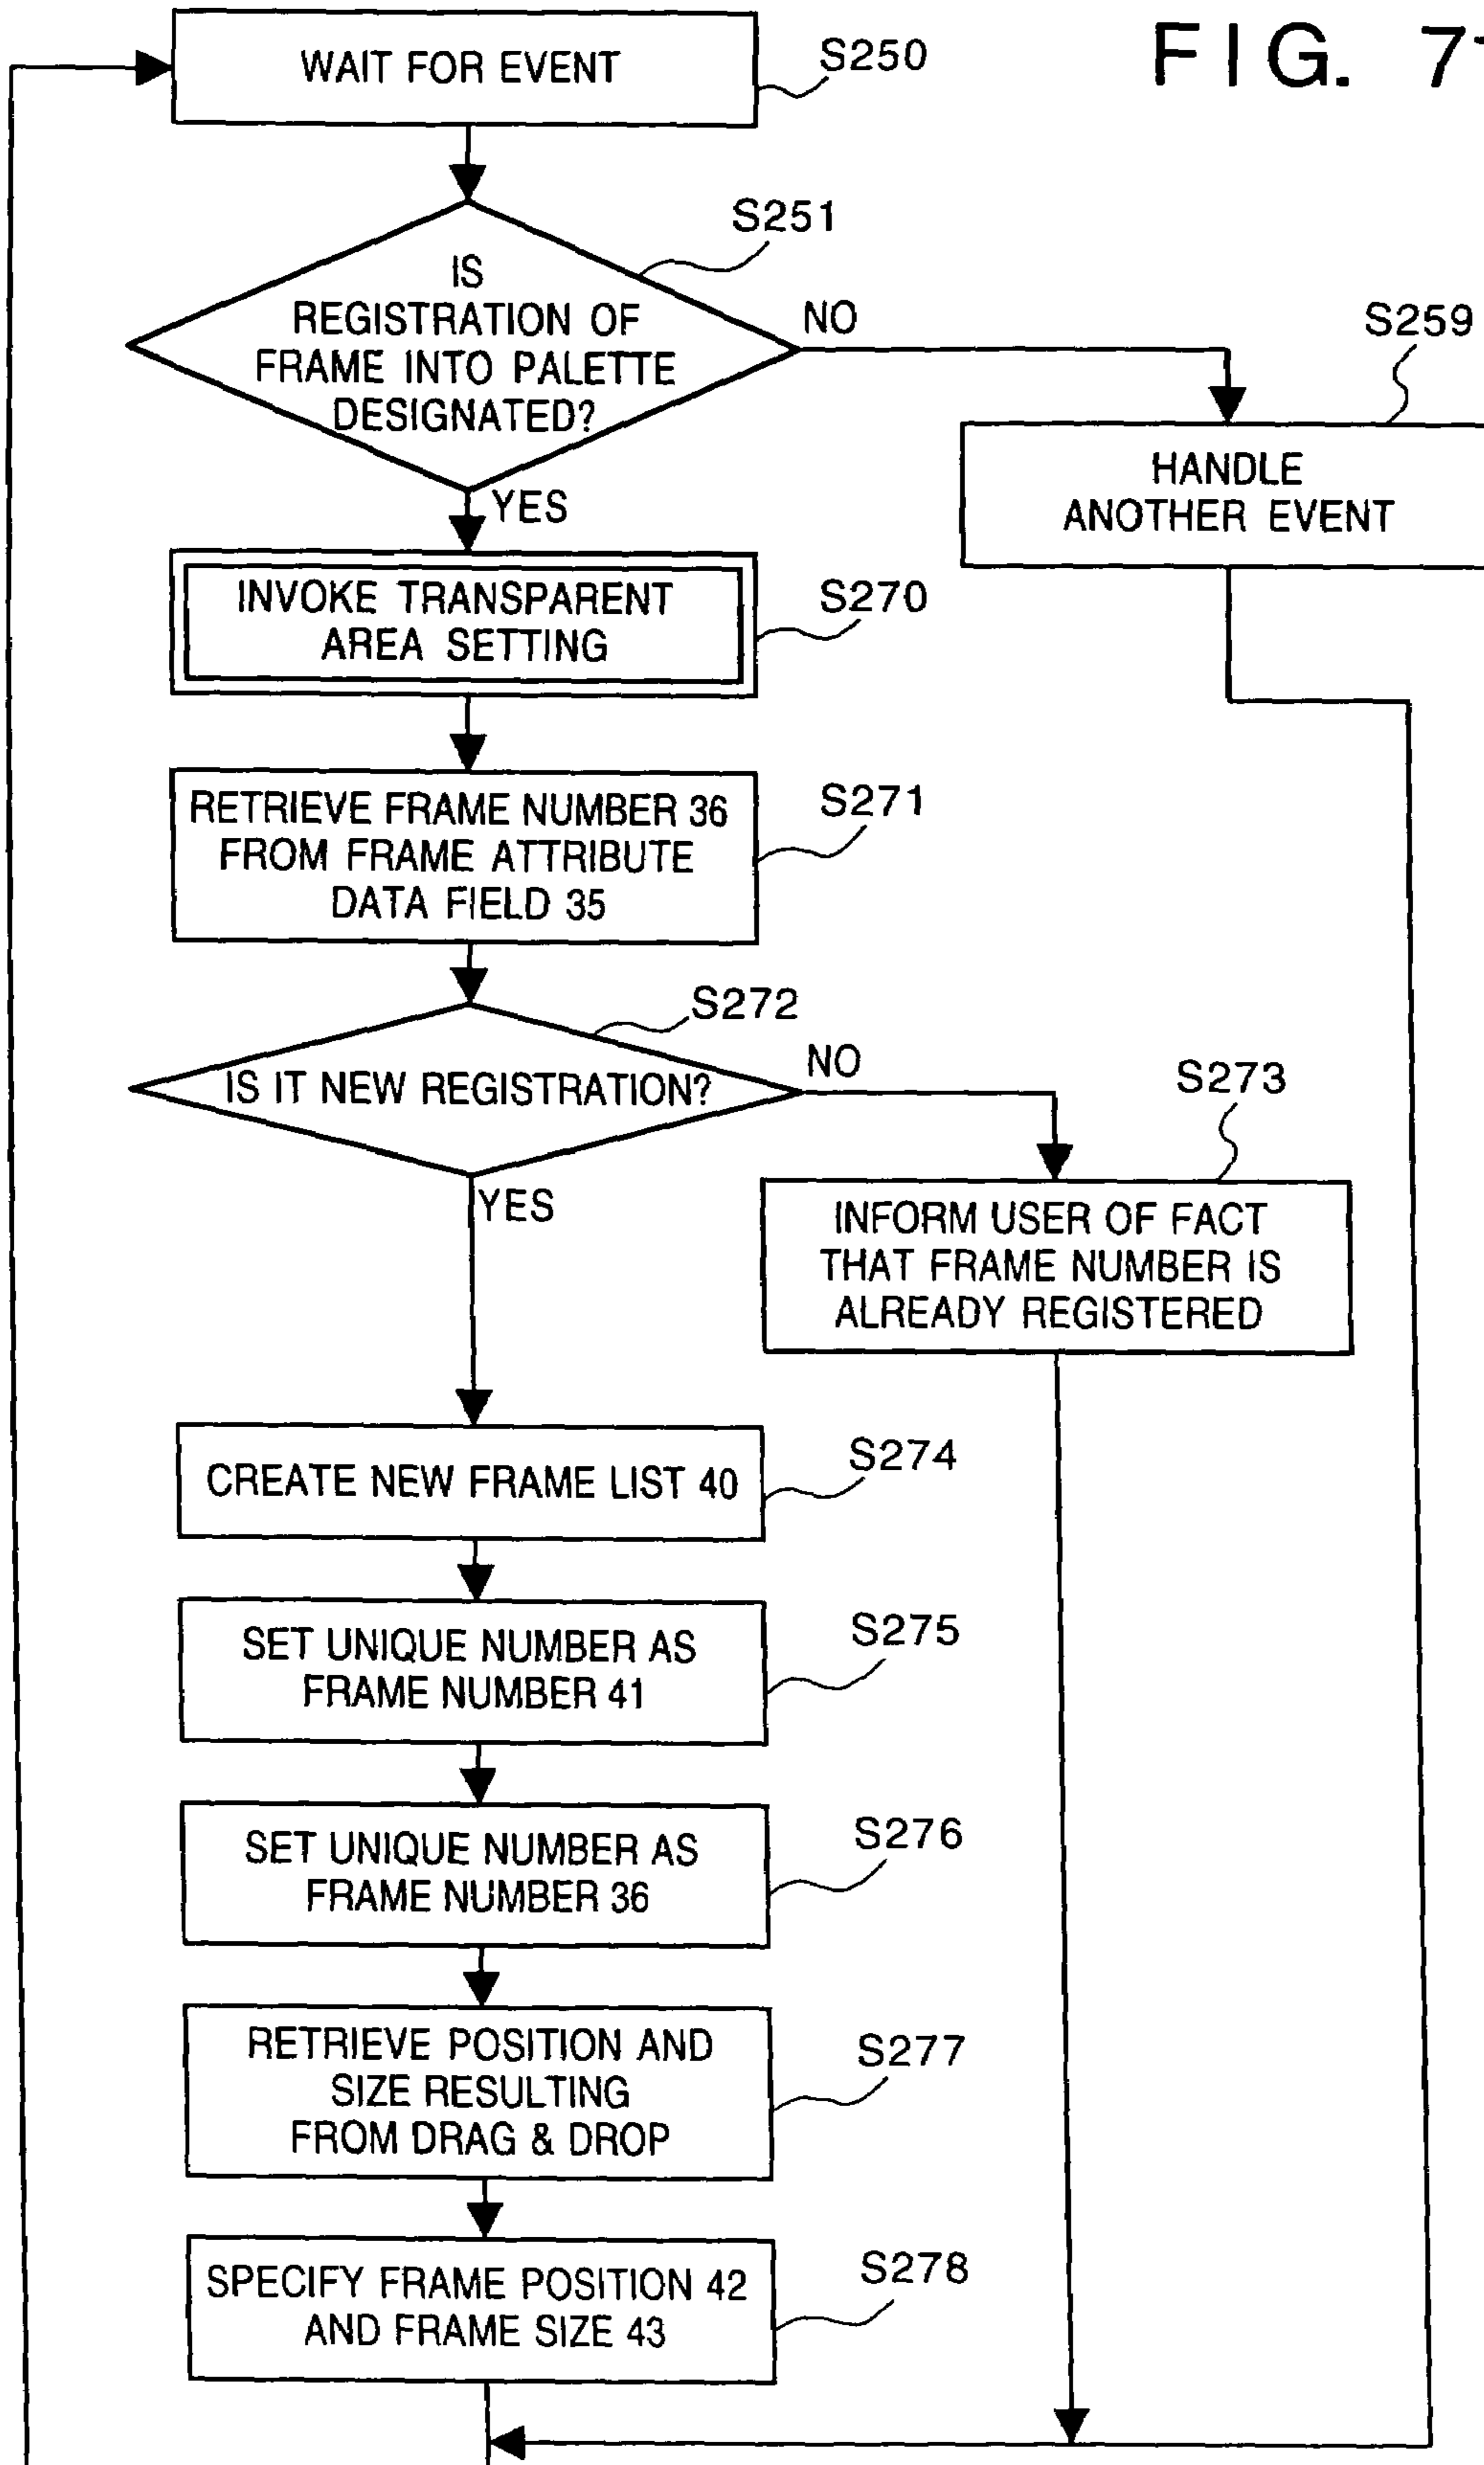 FIG. 7
WAIT FOR EVENT
S250
S251
IS
REGISTRATION OF
FRAME INTO PALETTE
DESIGNATED?
NO
YES
S259
HANDLE
ANOTHER EVENT
INVOKE TRANSPARENT
AREA SETTING
S270
RETRIEVE FRAME NUMBER 36
FROM FRAME ATTRIBUTE
DATA FIELD 35
S271
S272
IS IT NEW REGISTRATION?
NO
YES
S273
INFORM USER OF FACT
THAT FRAME NUMBER IS
ALREADY REGISTERED
CREATE NEW FRAME LIST 40
S274
SET UNIQUE NUMBER AS
FRAME NUMBER 41
S275
SET UNIQUE NUMBER AS
FRAME NUMBER 36
S276
RETRIEVE POSITION AND
SIZE RESULTING
FROM DRAG & DROP
S277
SPECIFY FRAME POSITION 42
AND FRAME SIZE 43
S278